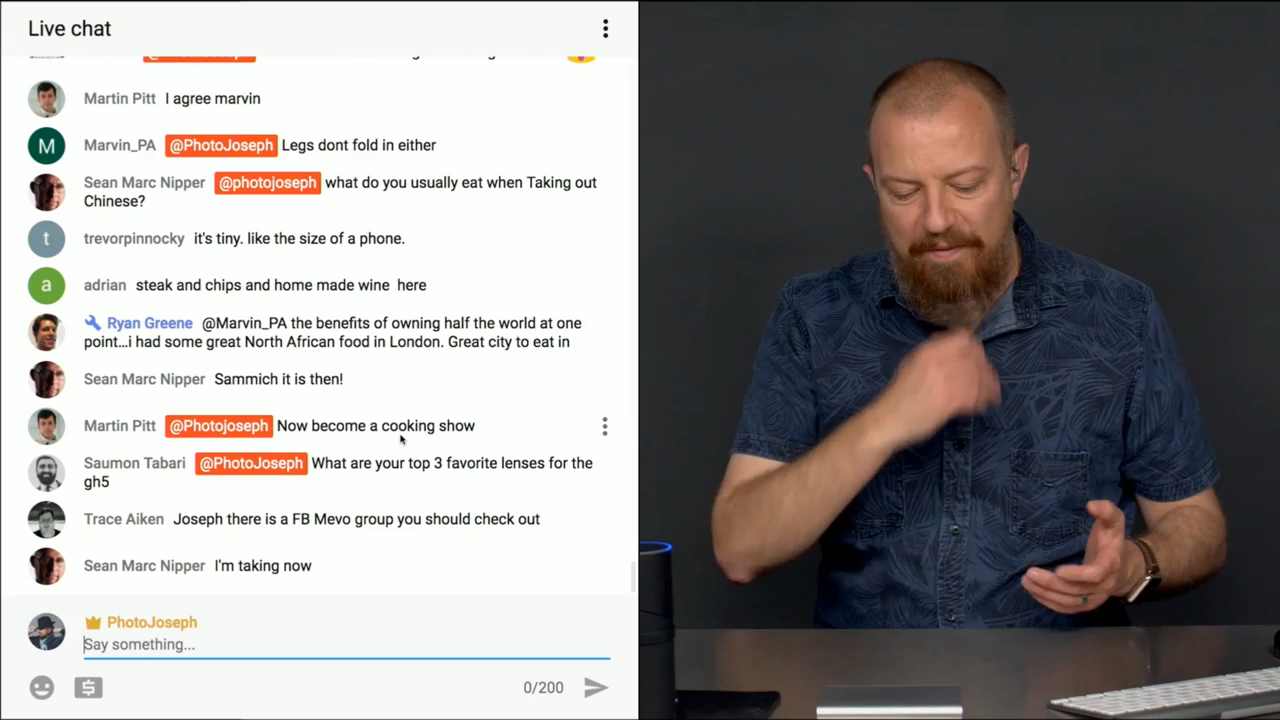 Live chat
Martin Pitt I agree marvin
M Marvin_PA @PhotoJoseph Legs dont fold in either
Sean Marc Nipper @photojoseph what do you usually eat when Taking out
Chinese?
t trevorpinnocky it's tiny. like the size of a phone.
a adrian steak and chips and home made wine here
Ryan Greene @Marvin_PA the benefits of owning half the world at one
point...i had some great North African food in London. Great city to eat in
Sean Marc Nipper Sammich it is then!
Martin Pitt @Photojoseph Now become a cooking show
Saumon Tabari @PhotoJoseph What are your top 3 favorite lenses for the
gh5
Trace Aiken Joseph there is a FB Mevo group you should check out
Sean Marc Nipper I'm taking now
PhotoJoseph
Say something...
0/200